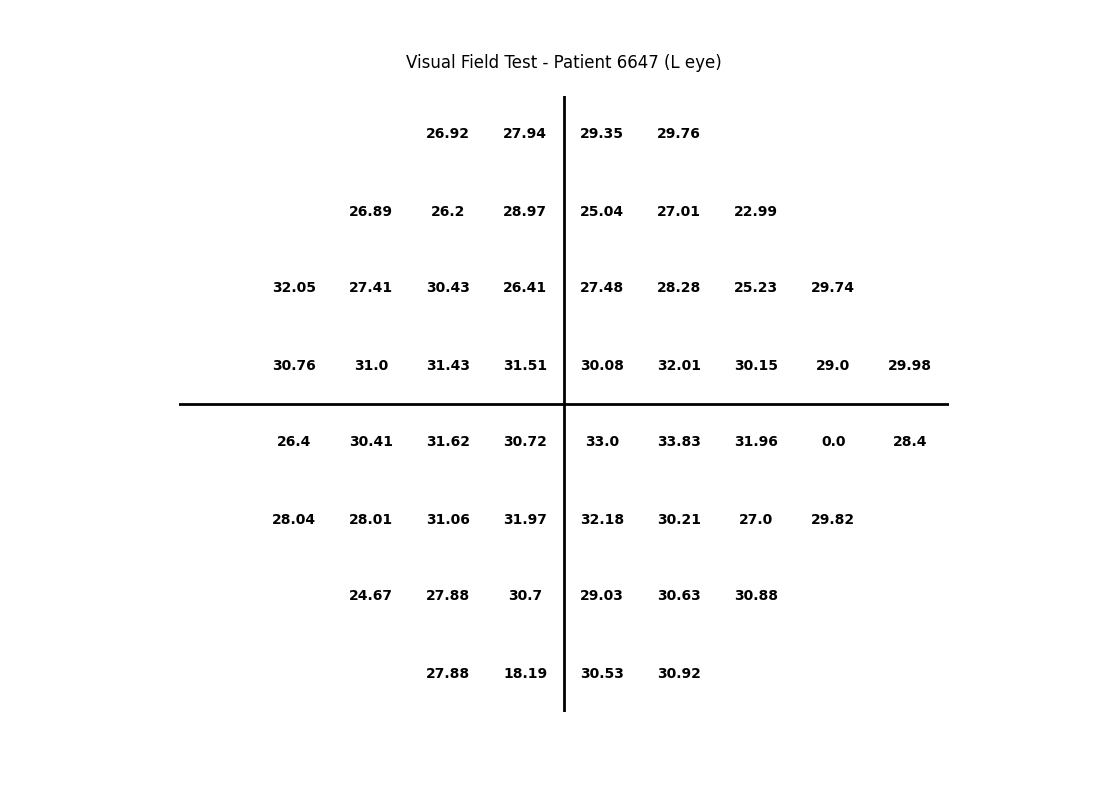 Visual Field Test - Patient 6647 (L eye)
26.92 27.94 29.35 29.76
26.89 26.2 28.97 25.04 27.01 22.99
32.05 27.41 30.43 26.41 27.48 28.28 25.23 29.74
30.76 31.0 31.43 31.51 30.08 32.01 30.15 29.0 29.98
26.4 30.41 31.62 30.72 33.0 33.83 31.96 0.0 28.4
28.04 28.01 31.06 31.97 32.18 30.21 27.0 29.82
24.67 27.88 30.7 29.03 30.63 30.88
27.88 18.19 30.53 30.92